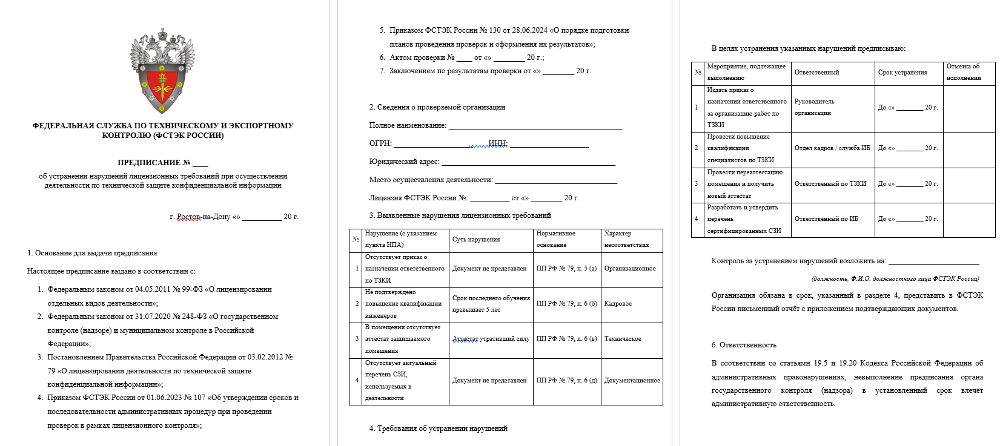 ФЕДЕРАЛЬНАЯ СЛУЖБА ПО ТЕХНИЧЕСКОМУ И ЭКСПОРТНОМУ
КОНТРОЛЮ (ФСТЭК РОССИИ)
ПРЕДПИСАНИЕ № ____
об устранении нарушений лицензионных требований при осуществлении
деятельности по технической защите конфиденциальной информации
г. Ростов-на-Дону «» __________ 20 г.
1. Основание для выдачи предписания
Настоящее предписание выдано в соответствии с:
1. Федеральным законом от 04.05.2011 № 99-ФЗ «О лицензировании
отдельных видов деятельности»;
2. Федеральным законом от 31.07.2020 № 248-ФЗ «О государственном
контроле (надзоре) и муниципальном контроле в Российской
Федерации»;
3. Постановлением Правительства Российской Федерации от 03.02.2012 №
79 «О лицензировании деятельности по технической защите
конфиденциальной информации»;
4. Приказом ФСТЭК России от 01.06.2023 № 107 «Об утверждении сроков и
последовательности административных процедур при проведении
проверок в рамках лицензионного контроля»;
5. Приказом ФСТЭК России № 130 от 28.06.2024 «О порядке подготовки
планов проведения проверок и оформления их результатов»;
6. Актом проверки № ____ от «» ________ 20 г.;
7. Заключением по результатам проверки от «» ________ 20 г.
2. Сведения о проверяемой организации
Полное наименование: ____________________________________________
ОГРН: ____________________ ИНН: ____________________
Юридический адрес: ____________________________________________
Место осуществления деятельности: _______________________________
Лицензия ФСТЭК России №: __________ от «» ________ 20 г.
3. Выявленные нарушения лицензионных требований
№ Нарушение (с указанием пункта НПА) Суть нарушения Нормативное основание Характер несоответствия
1 Отсутствует приказ о назначении ответственного по ТЗКИ Документ не представлен ПП РФ № 79, п. 5 (а) Организационное
2 Не подтверждено повышение квалификации инженеров Срок последнего обучения превышает 5 лет ПП РФ № 79, п. 6 (б) Кадровое
3 В помещении отсутствует аттестат защищаемого помещения Аттестат утративший силу ПП РФ № 79, п. 6 (в) Техническое
4 Отсутствует актуальный перечень СЗИ, используемых в деятельности Документ не представлен ПП РФ № 79, п. 6 (д) Документационное
4. Требования об устранении нарушений
В целях устранения указанных нарушений предписываю:
№ Мероприятие, подлежащее выполнению Ответственный Срок устранения Отметка об исполнении
1 Издать приказ о назначении ответственного за организацию работ по ТЗКИ Руководитель организации До «» ________ 20 г.
2 Провести повышение квалификации специалистов по ТЗКИ Отдел кадров / служба ИБ До «» ________ 20 г.
3 Провести переаттестацию помещения и получить новый аттестат Ответственный по ТЗКИ До «» ________ 20 г.
4 Разработать и утвердить перечень сертифицированных СЗИ Ответственный по ИБ До «» ________ 20 г.
Контроль за устранением нарушений возложить на: _______________________
(должность, Ф.И.О. должностного лица ФСТЭК России)
Организация обязана в срок, указанный в разделе 4, представить в ФСТЭК
России письменный отчёт с приложением подтверждающих документов.
6. Ответственность
В соответствии со статьями 19.5 и 19.20 Кодекса Российской Федерации об
административных правонарушениях, невыполнение предписания органа
государственного контроля (надзора) в установленный срок влечёт
административную ответственность.